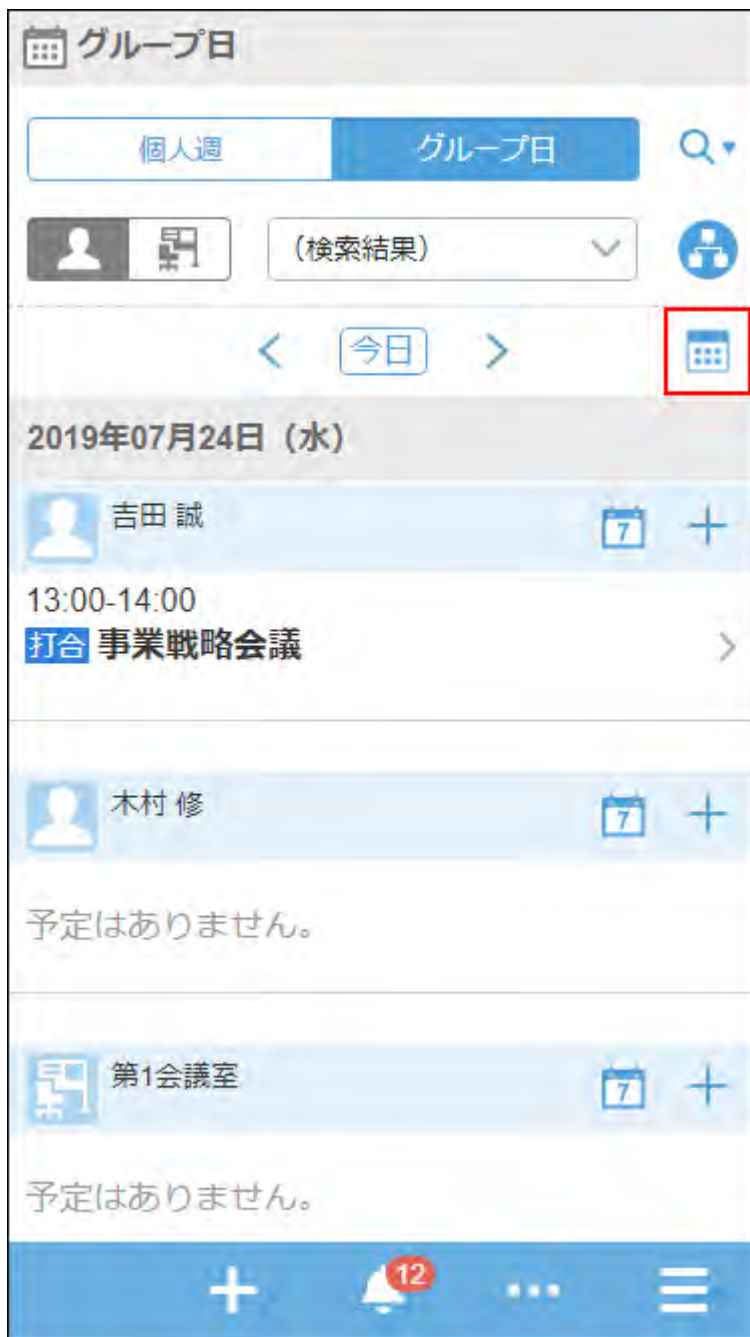 グループ日
個人週 グループ日
（検索結果）
今日
2019年07月24日（水）
吉田 誠
7
13:00-14:00
打合 事業戦略会議
木村 修
7
予定はありません。
第1会議室
7
予定はありません。
12